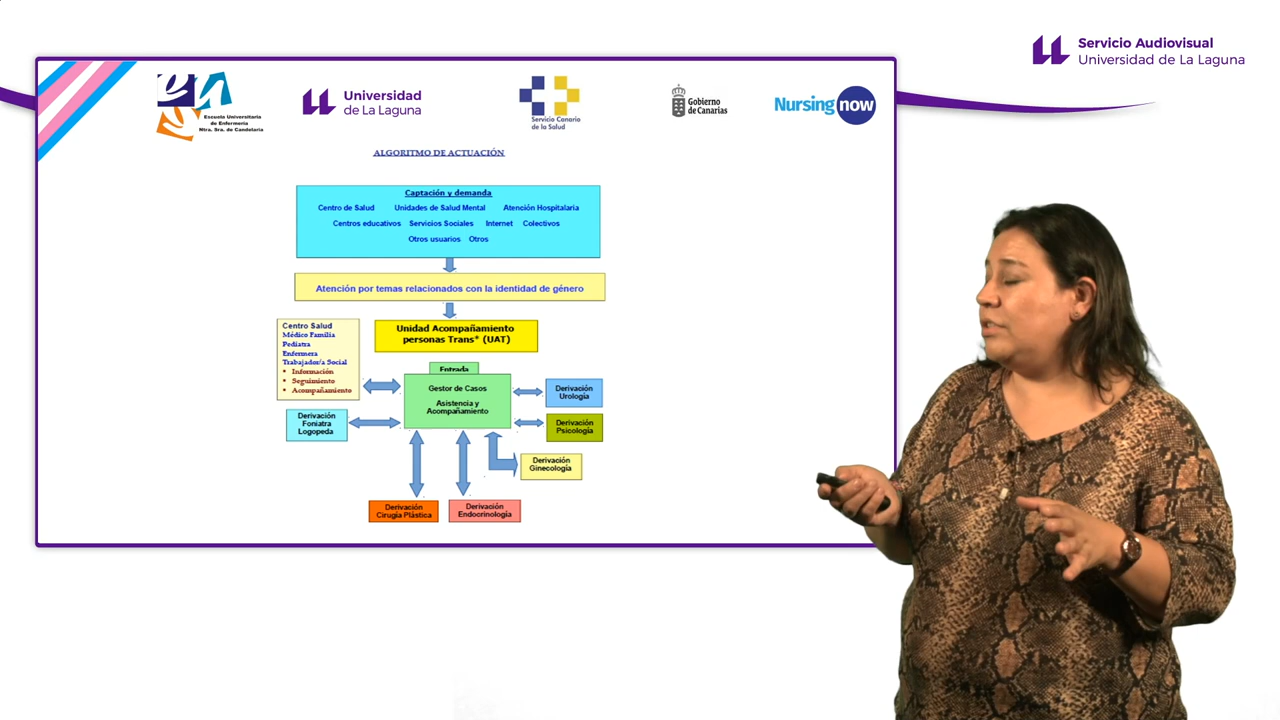 Servicio Audiovisual
Universidad de La Laguna
Escuela Universitaria
de Enfermería
Ntra. Sra. de Candelaria
Universidad
de La Laguna
Servicio Canario
de la Salud
Gobierno
de Canarias
Nursing now
ALGORITMO DE ACTUACIÓN
Captación y demanda
Centro de Salud Unidades de Salud Mental Atención Hospitalaria
Centros educativos Servicios Sociales Internet Colectivos
Otros usuarios Otros
Atención por temas relacionados con la identidad de género
Unidad Acompañamiento
personas Trans* (UAT)
Centro Salud
Médico Familia
Pediatra
Enfermera
Trabajador/a Social
• Información
• Seguimiento
• Acompañamiento
Entrada
Gestor de Casos
Asistencia y
Acompañamiento
Derivación
Urología
Derivación
Foniatra
Logopeda
Derivación
Psicología
Derivación
Ginecología
Derivación
Cirugía Plástica
Derivación
Endocrinología